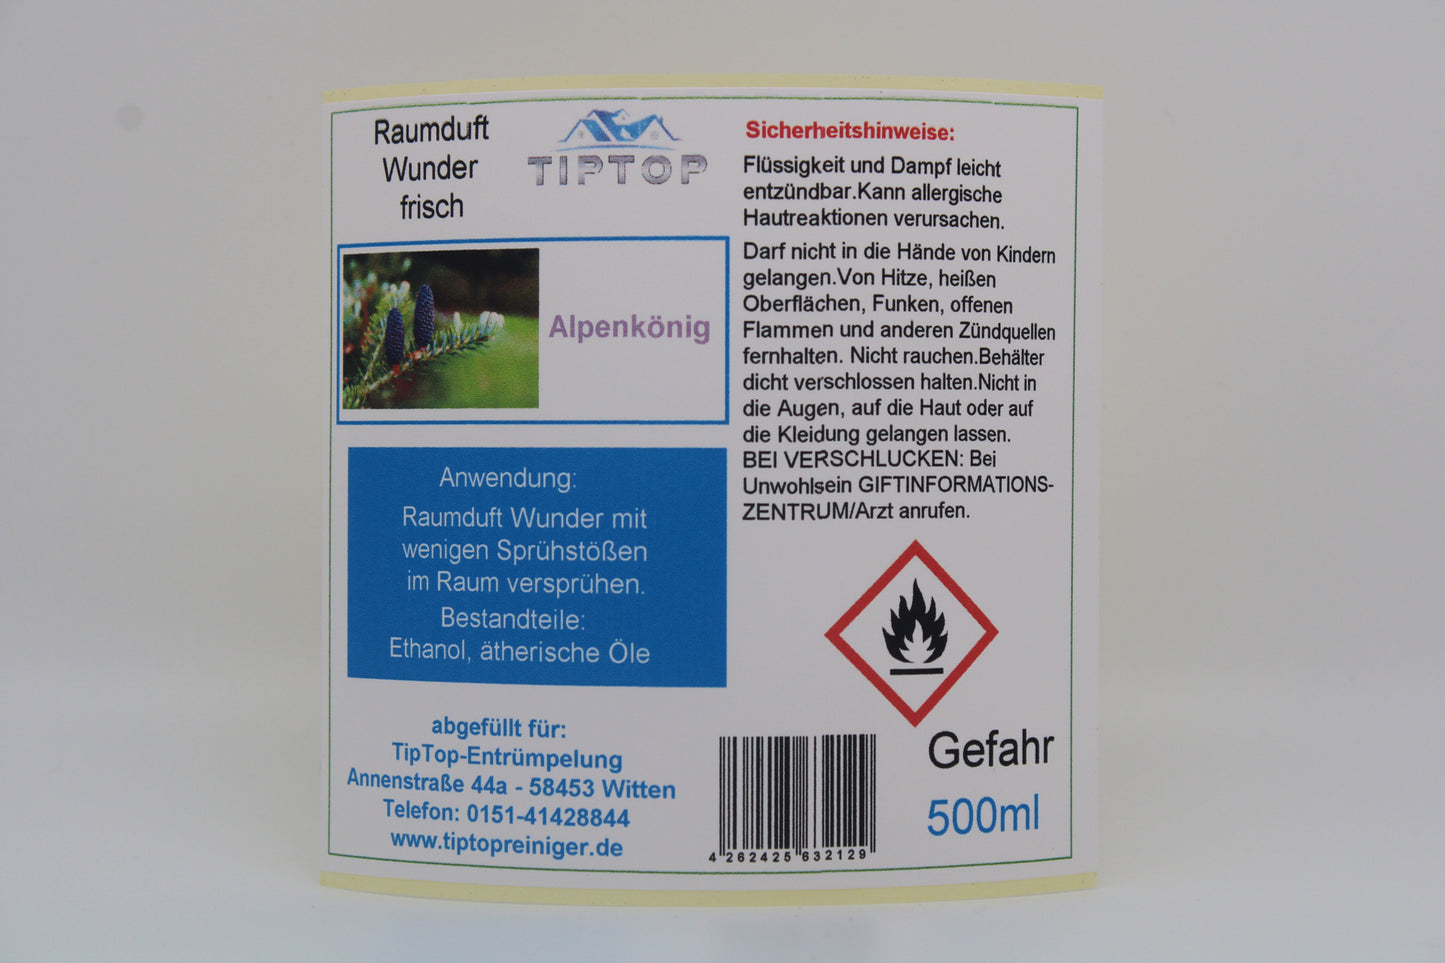 Raumduft
Wunder
frisch
TIPTOP
Alpenkönig
Anwendung:
Raumduft Wunder mit
wenigen Sprühstößen
im Raum versprühen.
Bestandteile:
Ethanol, ätherische Öle
abgefüllt für:
TipTop-Entrümpelung
Annenstraße 44a - 58453 Witten
Telefon: 0151-41428844
www.tiptopreiniger.de
Sicherheitshinweise:
Flüssigkeit und Dampf leicht
entzündbar.Kann allergische
Hautreaktionen verursachen.
Darf nicht in die Hände von Kindern
gelangen.Von Hitze, heißen
Oberflächen, Funken, offenen
Flammen und anderen Zündquellen
fernhalten. Nicht rauchen.Behälter
dicht verschlossen halten.Nicht in
die Augen, auf die Haut oder auf
die Kleidung gelangen lassen.
BEI VERSCHLUCKEN: Bei
Unwohlsein GIFTINFORMATIONS-
ZENTRUM/Arzt anrufen.
Gefahr
500ml
4 262425 632129